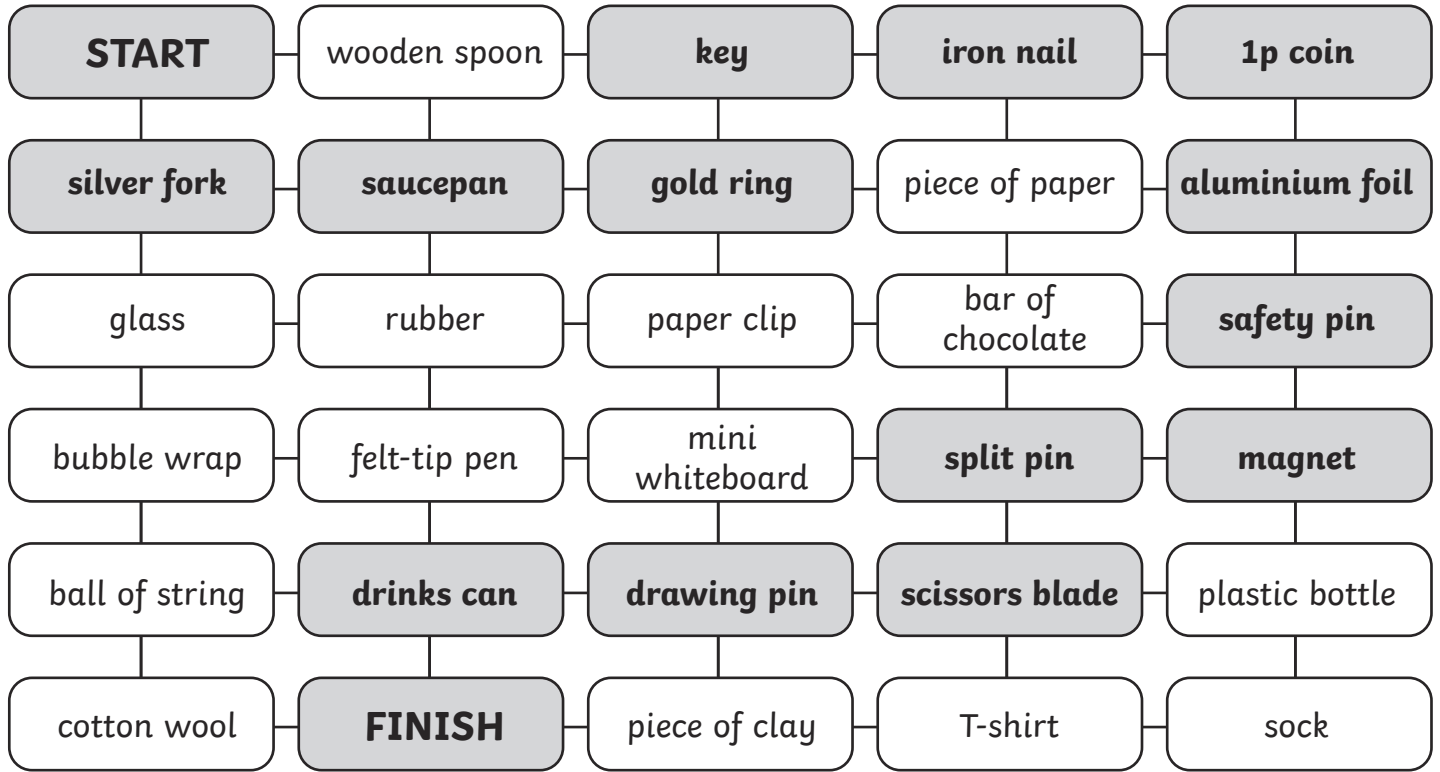 START
wooden spoon
key
iron nail
1p coin
silver fork
saucepan
gold ring
piece of paper
aluminium foil
glass
rubber
paper clip
bar of
chocolate
safety pin
bubble wrap
felt-tip pen
mini
whiteboard
split pin
magnet
ball of string
drinks can
drawing pin
scissors blade
plastic bottle
cotton wool
FINISH
piece of clay
T-shirt
sock